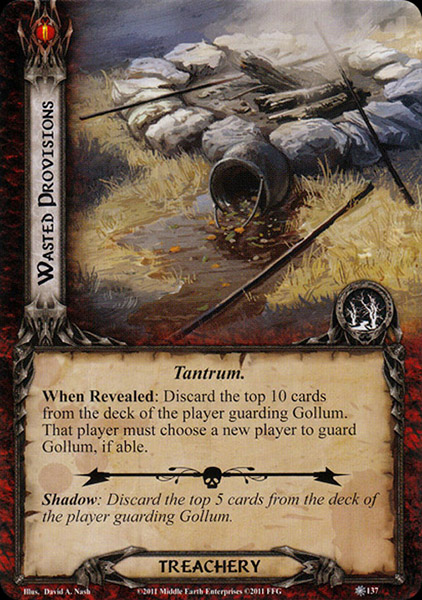 WASTED PROVISIONS
Tantrum.
When Revealed: Discard the top 10 cards
from the deck of the player guarding Gollum.
That player must choose a new player to guard
Gollum, if able.
Shadow: Discard the top 5 cards from the deck of
the player guarding Gollum.
TREACHERY
Illus. David A. Nash ©2011 Middle Earth Enterprises ©2011 FFG 137